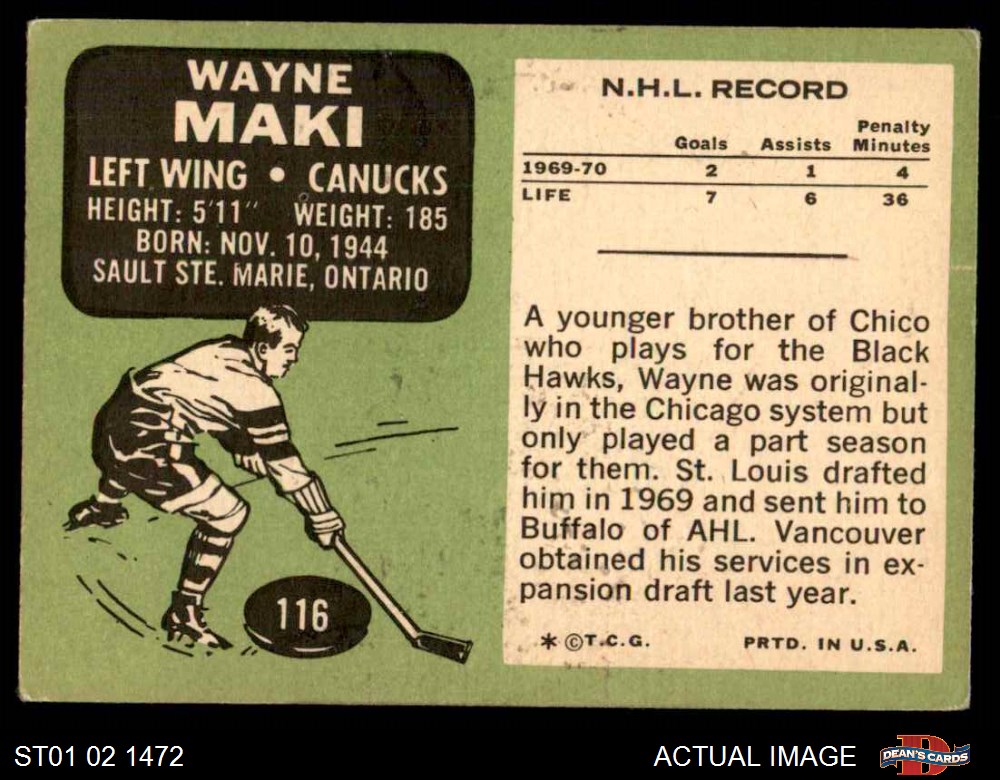 WAYNE
MAKI
LEFT WING • CANUCKS
HEIGHT: 5'11" WEIGHT: 185
BORN: NOV. 10, 1944
SAULT STE. MARIE, ONTARIO
116
N.H.L. RECORD
Goals Assists Penalty Minutes
1969-70 2 1 4
LIFE 7 6 36
A younger brother of Chico
who plays for the Black
Hawks, Wayne was original-
ly in the Chicago system but
only played a part season
for them. St. Louis drafted
him in 1969 and sent him to
Buffalo of AHL. Vancouver
obtained his services in ex-
pansion draft last year.
* ©T.C.G. PRTD. IN U.S.A.
ST01 02 1472
ACTUAL IMAGE
DEAN'S CARDS